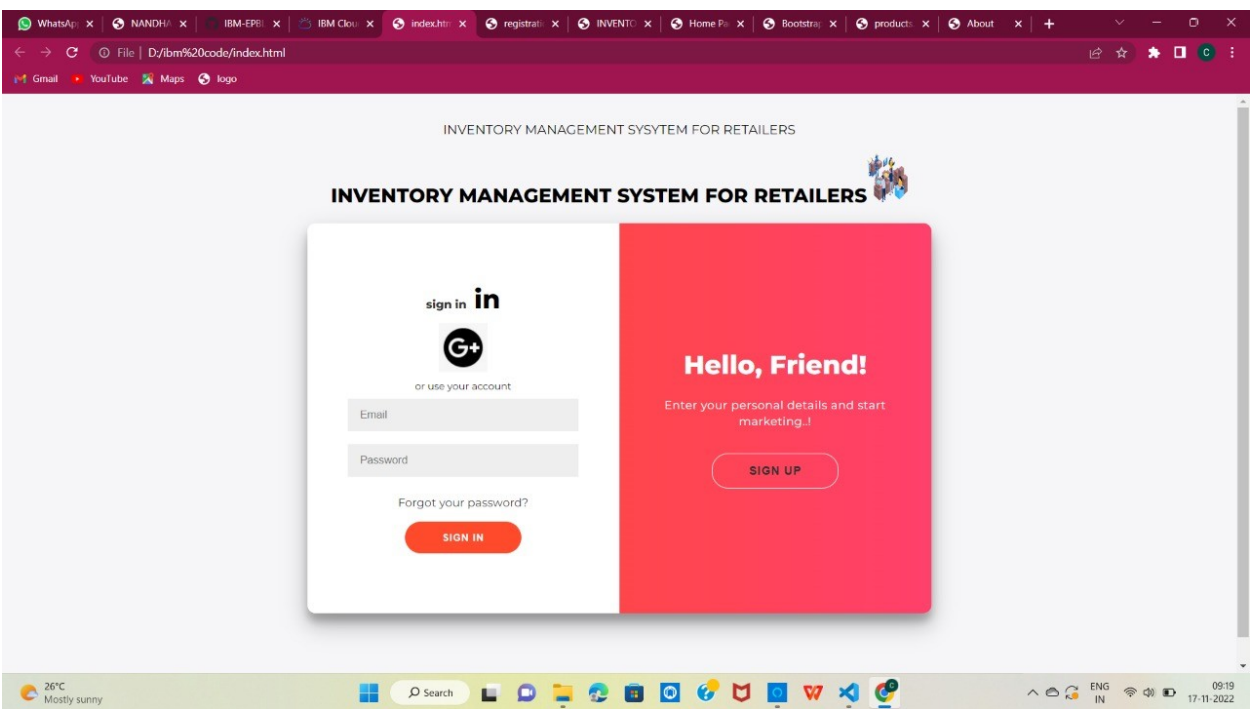 WhatsAp
NANDHA
IBM-EPBI
IBM Clou
index.htm
registrati
INVENTO
Home Pa
Bootstrap
products
About
File
D:/ibm%20code/index.html
Gmail
YouTube
Maps
logo
INVENTORY MANAGEMENT SYSYTEM FOR RETAILERS
INVENTORY MANAGEMENT SYSTEM FOR RETAILERS
sign in in
G+
or use your account
Email
Password
Forgot your password?
SIGN IN
Hello, Friend!
Enter your personal details and start
marketing..!
SIGN UP
26°C
Mostly sunny
Search
ENG
IN
09:19
17-11-2022